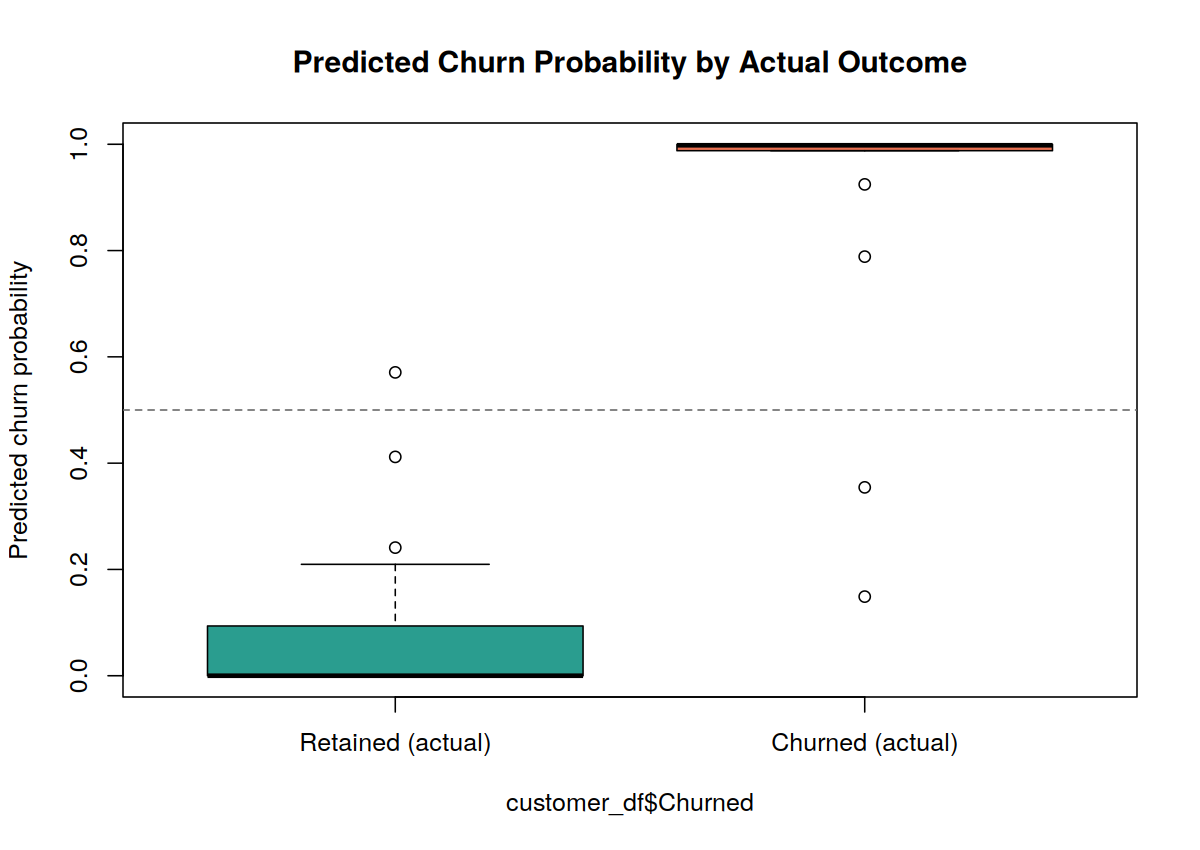 Predicted Churn Probability by Actual Outcome
Predicted churn probability
1.0
0.8
0.6
0.4
0.2
0.0
Retained (actual)
Churned (actual)
customer_df$Churned